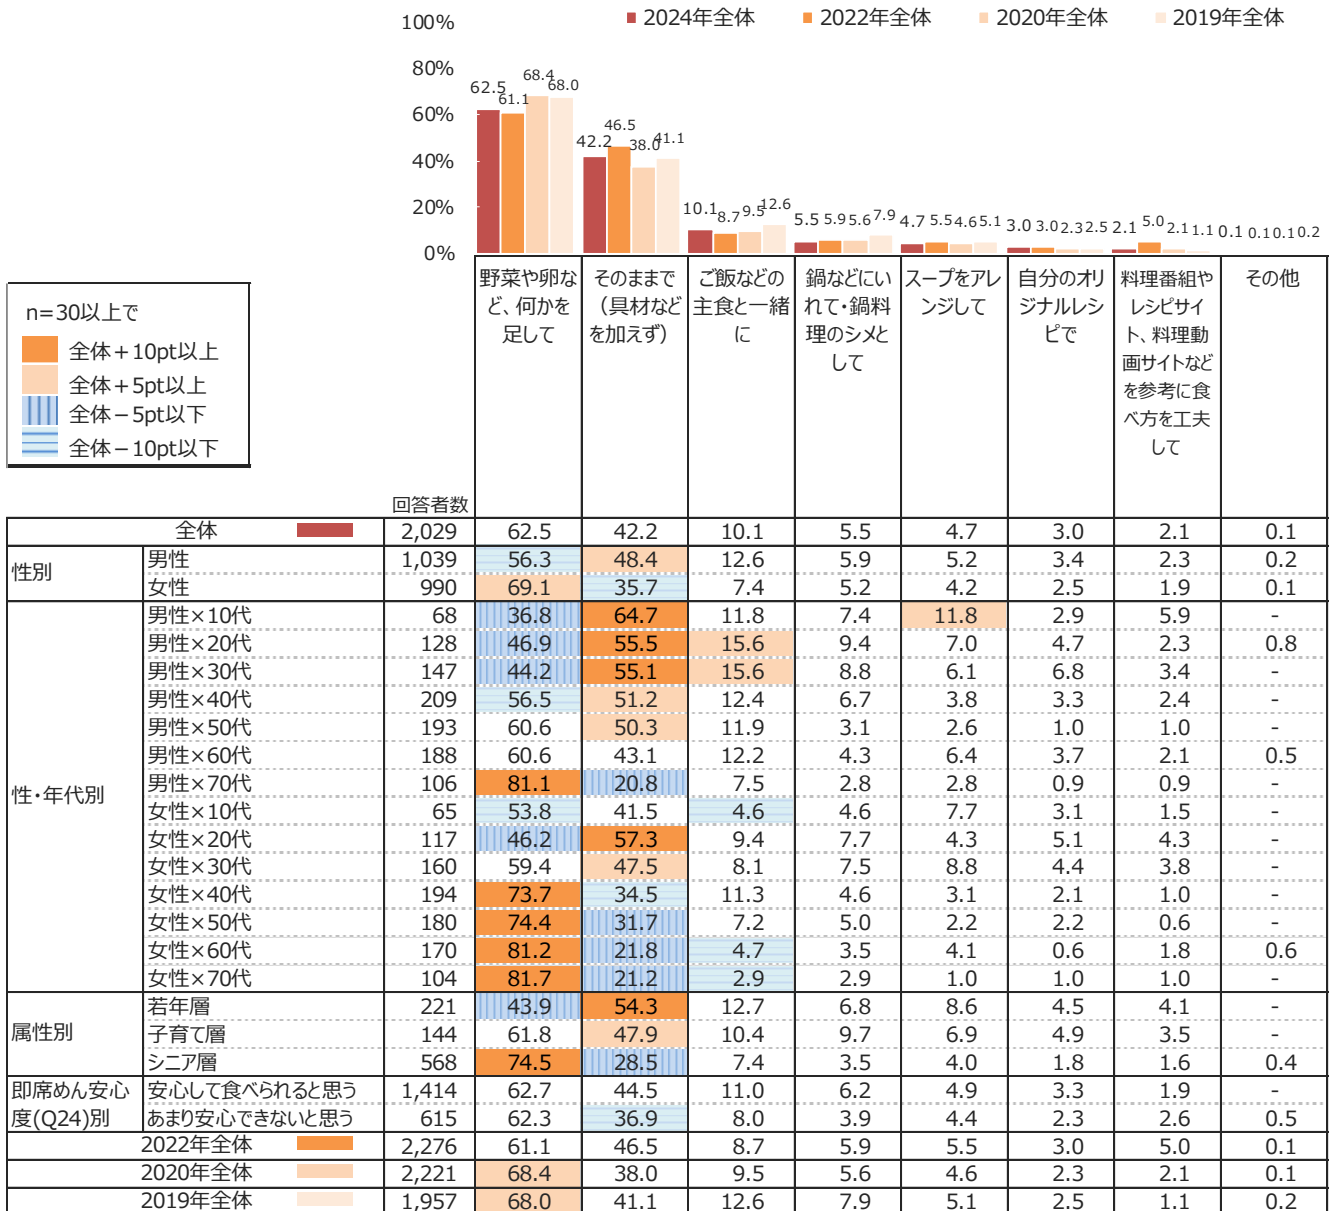 ■ 2024年全体 ■ 2022年全体 ■ 2020年全体 ■ 2019年全体
100%
80%
60%
40%
20%
0%
62.5 61.1 68.4 68.0
42.2 46.5 38.0 41.1
10.1 8.7 9.5 12.6
5.5 5.9 5.6 7.9
4.7 5.5 4.6 5.1
3.0 3.0 2.3 2.5
2.1 5.0 2.1 1.1
0.1 0.1 0.1 0.2
n=30以上で
全体+10pt以上
全体+5pt以上
全体-5pt以下
全体-10pt以下
野菜や卵な
ど、何かを
足して
そのままで
(具材など
を加えず)
ご飯などの
主食と一緒
に
鍋などにい
れて・鍋料
理のシメと
して
スープをアレ
ンジして
自分のオリ
ジナルレシ
ピで
料理番組や
レシピサイ
ト、料理動
画サイトなど
を参考に食
べ方を工夫
して
その他
回答者数
全体 2,029 62.5 42.2 10.1 5.5 4.7 3.0 2.1 0.1
性別
男性 1,039 56.3 48.4 12.6 5.9 5.2 3.4 2.3 0.2
女性 990 69.1 35.7 7.4 5.2 4.2 2.5 1.9 0.1
性・年代別
男性×10代 68 36.8 64.7 11.8 7.4 11.8 2.9 5.9 -
男性×20代 128 46.9 55.5 15.6 9.4 7.0 4.7 2.3 0.8
男性×30代 147 44.2 55.1 15.6 8.8 6.1 6.8 3.4 -
男性×40代 209 56.5 51.2 12.4 6.7 3.8 3.3 2.4 -
男性×50代 193 60.6 50.3 11.9 3.1 2.6 1.0 1.0 -
男性×60代 188 60.6 43.1 12.2 4.3 6.4 3.7 2.1 0.5
男性×70代 106 81.1 20.8 7.5 2.8 2.8 0.9 0.9 -
女性×10代 65 53.8 41.5 4.6 4.6 7.7 3.1 1.5 -
女性×20代 117 46.2 57.3 9.4 7.7 4.3 5.1 4.3 -
女性×30代 160 59.4 47.5 8.1 7.5 8.8 4.4 3.8 -
女性×40代 194 73.7 34.5 11.3 4.6 3.1 2.1 1.0 -
女性×50代 180 74.4 31.7 7.2 5.0 2.2 2.2 0.6 -
女性×60代 170 81.2 21.8 4.7 3.5 4.1 0.6 1.8 0.6
女性×70代 104 81.7 21.2 2.9 2.9 1.0 1.0 1.0 -
属性別
若年層 221 43.9 54.3 12.7 6.8 8.6 4.5 4.1 -
子育て層 144 61.8 47.9 10.4 9.7 6.9 4.9 3.5 -
シニア層 568 74.5 28.5 7.4 3.5 4.0 1.8 1.6 0.4
即席めん安心
度(Q24)別
安心して食べられると思う 1,414 62.7 44.5 11.0 6.2 4.9 3.3 1.9 -
あまり安心できないと思う 615 62.3 36.9 8.0 3.9 4.4 2.3 2.6 0.5
2022年全体 2,276 61.1 46.5 8.7 5.9 5.5 3.0 5.0 0.1
2020年全体 2,221 68.4 38.0 9.5 5.6 4.6 2.3 2.1 0.1
2019年全体 1,957 68.0 41.1 12.6 7.9 5.1 2.5 1.1 0.2